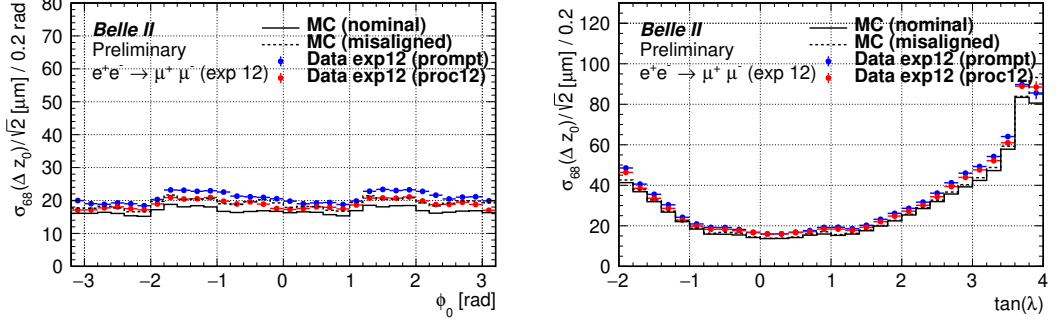 σ₆₈(Δ z₀)/√2 [μm] / 0.2 rad
80
70
60
50
40
30
20
10
0
Belle II
Preliminary
e⁺e⁻ → μ⁺ μ⁻ (exp 12)
MC (nominal)
MC (misaligned)
Data exp12 (prompt)
Data exp12 (proc12)
−3 −2 −1 0 1 2 3
ϕ₀ [rad]
σ₆₈(Δ z₀)/√2 [μm] / 0.2
120
100
80
60
40
20
0
Belle II
Preliminary
e⁺e⁻ → μ⁺ μ⁻ (exp 12)
MC (nominal)
MC (misaligned)
Data exp12 (prompt)
Data exp12 (proc12)
−2 −1 0 1 2 3 4
tan(λ)